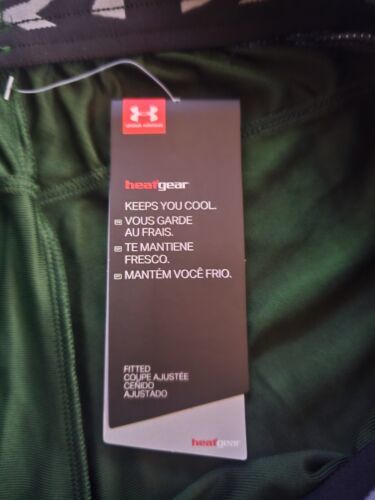 UNDER ARMOUR
heatgear
KEEPS YOU COOL.
VOUS GARDE
AU FRAIS.
TE MANTIENE
FRESCO.
MANTÉM VOCÊ FRIO.
FITTED
COUPE AJUSTÉE
CEÑIDO
AJUSTADO
heatgear